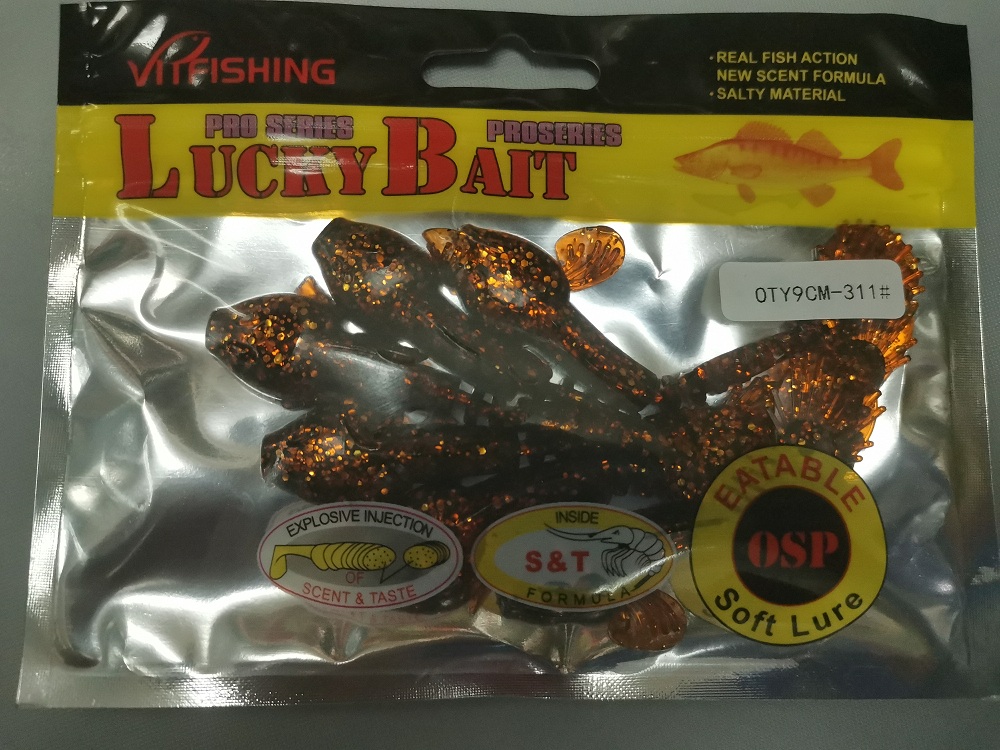 VITFISHING
· REAL FISH ACTION
NEW SCENT FORMULA
· SALTY MATERIAL
PRO SERIES
PROSERIES
LUCKY BAIT
OTY9CM-311#
EXPLOSIVE INJECTION
OF
SCENT & TASTE
INSIDE
S&T
FORMULA
EATABLE
OSP
Soft Lure